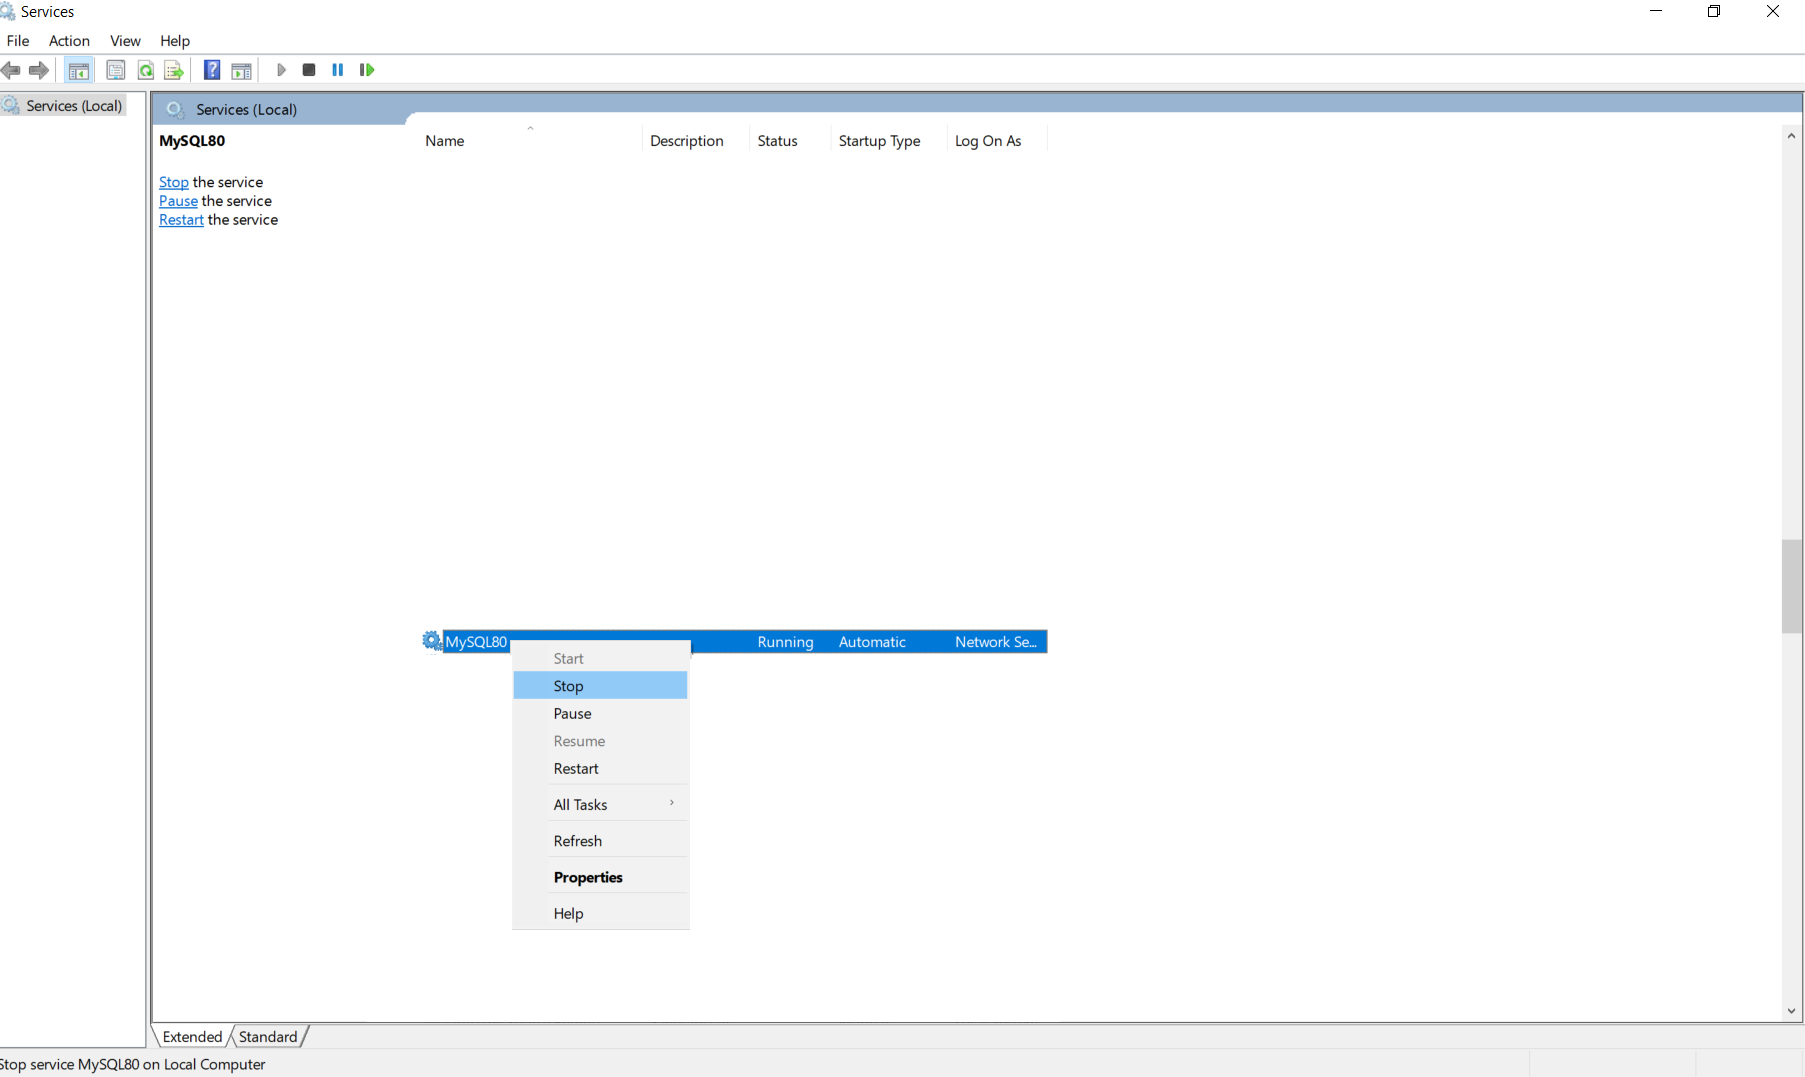 Services
File Action View Help
Services (Local)
Services (Local)
MySQL80
Stop the service
Pause the service
Restart the service
Name Description Status Startup Type Log On As
MySQL80 Running Automatic Network Se...
Start
Stop
Pause
Resume
Restart
All Tasks
Refresh
Properties
Help
Extended Standard
Stop service MySQL80 on Local Computer